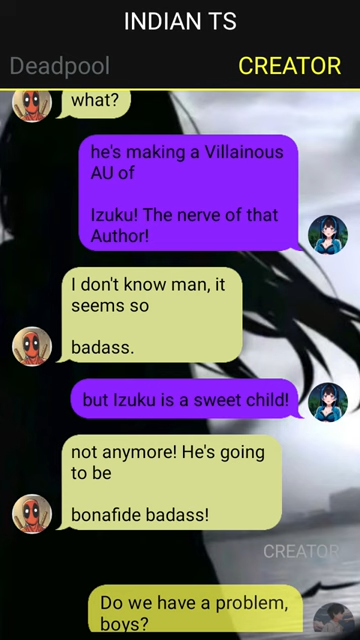 INDIAN TS
Deadpool
CREATOR
what?
he's making a Villainous
AU of
Izuku! The nerve of that
Author!
I don't know man, it
seems so
badass.
but Izuku is a sweet child!
not anymore! He's going
to be
bonafide badass!
CREATOR
Do we have a problem,
boys?